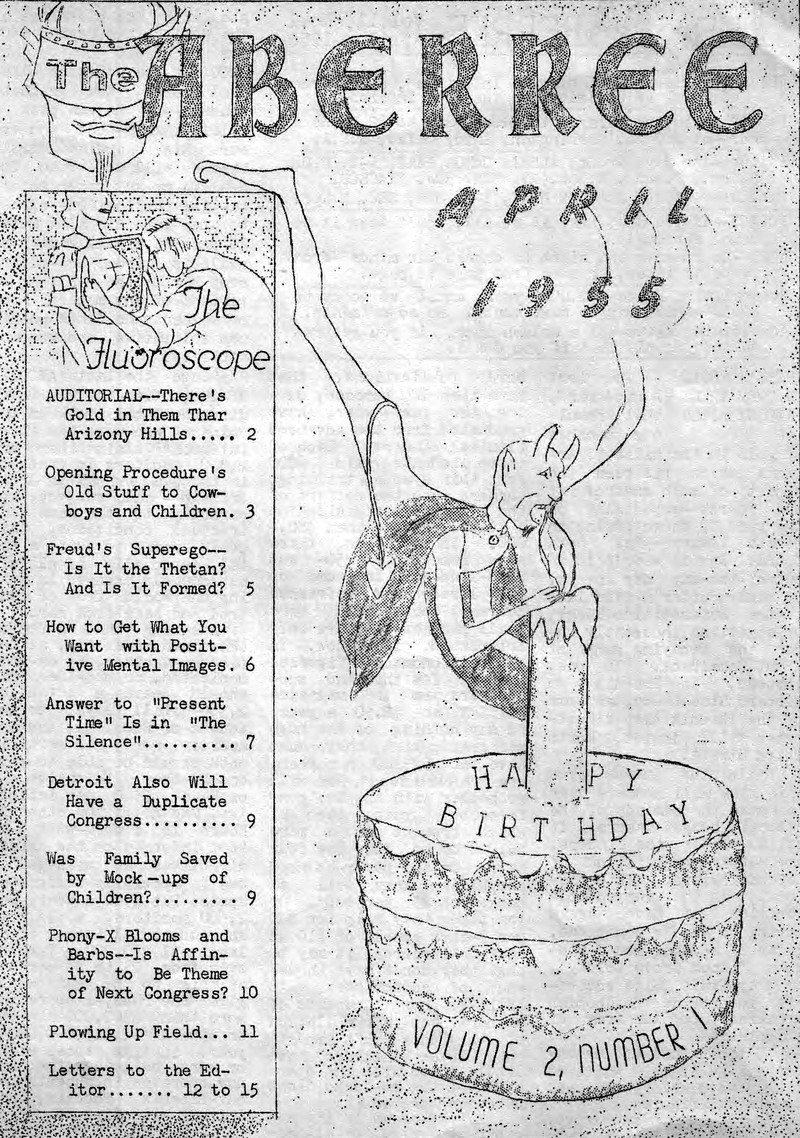 The ABERREE
APRIL
1955
The
Fluoroscope
AUDITORIAL--There's
Gold in Them Thar
Arizony Hills..... 2
Opening Procedure's
Old Stuff to Cow-
boys and Children. 3
Freud's Superego--
Is It the Thetan?
And Is It Formed? 5
How to Get What You
Want with Posit-
ive Mental Images. 6
Answer to "Present
Time" Is in "The
Silence".......... 7
Detroit Also Will
Have a Duplicate
Congress.......... 9
Was Family Saved
by Mock-ups of
Children?......... 9
Phony-X Blooms and
Barbs--Is Affin-
ity to Be Theme
of Next Congress? 10
Plowing Up Field... 11
Letters to the Ed-
itor....... 12 to 15
HA PY
BIRTHDAY
VOLUME 2, NUMBER 1